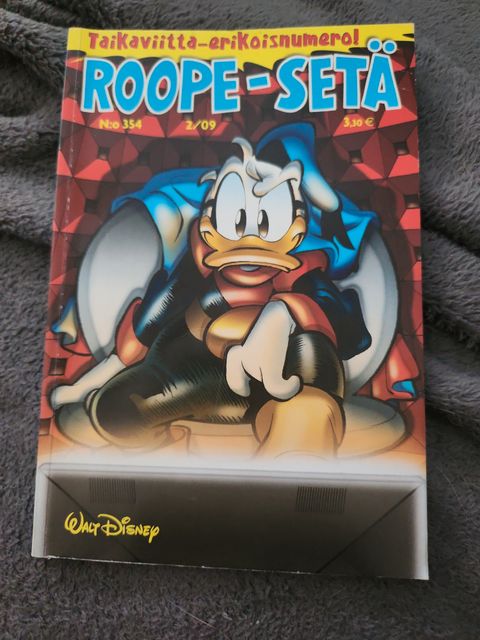 Taikaviitta-erikoisnumero!
ROOPE-SETÄ
N:o 354 2/09 3,30 €
Walt Disney